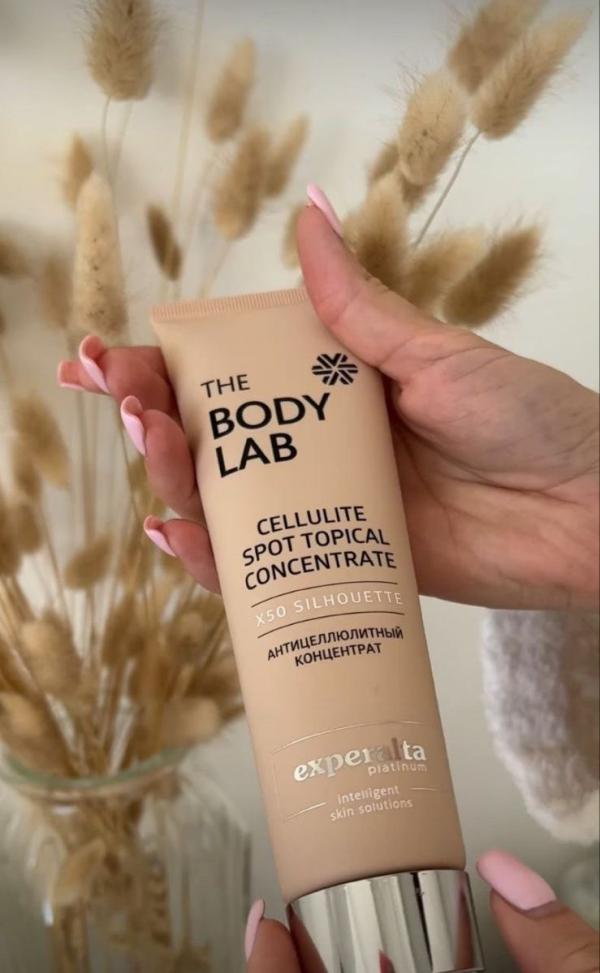 THE
BODY
LAB
CELLULITE
SPOT TOPICAL
CONCENTRATE
X50 SILHOUETTE
АНТИЦЕЛЛЮЛИТНЫЙ
КОНЦЕНТРАТ
experalta
platinum
intelligent
skin solutions